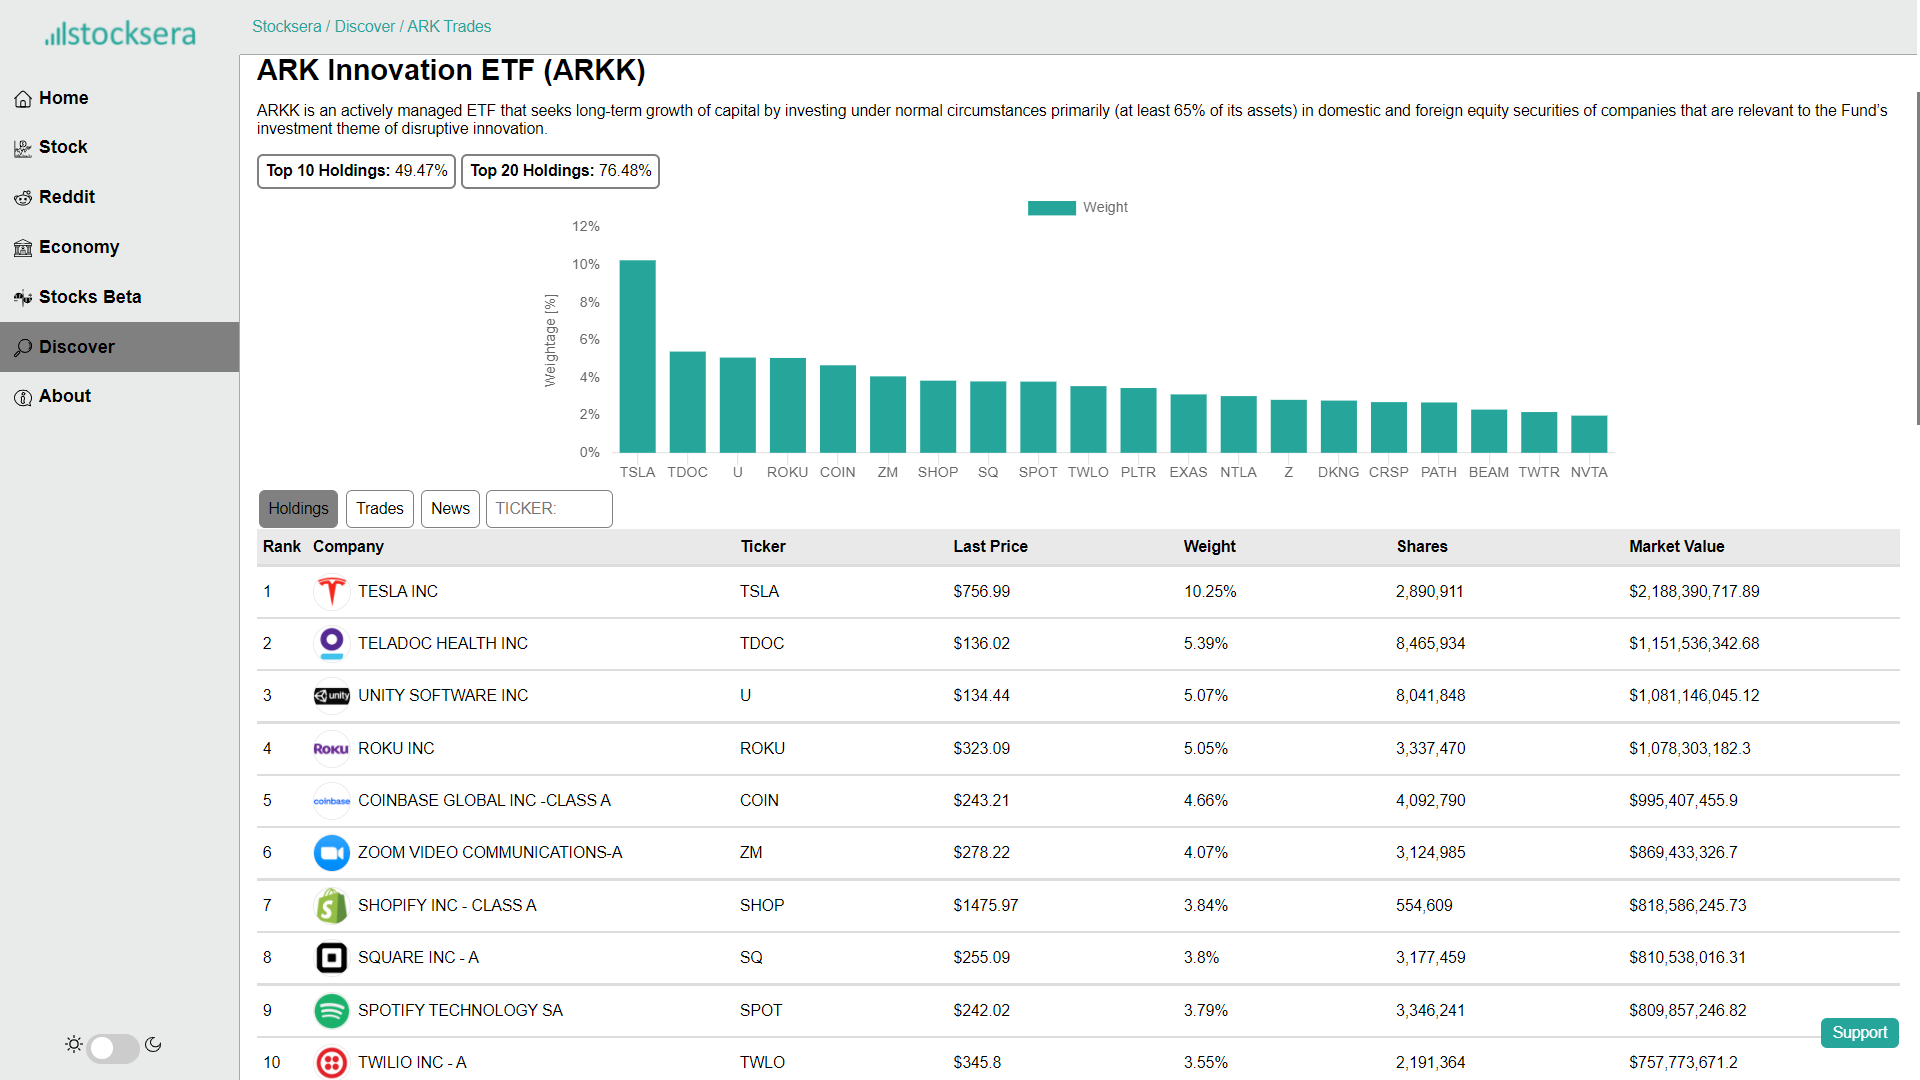 stocksera
Stocksera / Discover / ARK Trades
Home
Stock
Reddit
Economy
Stocks Beta
Discover
About
ARK Innovation ETF (ARKK)
ARKK is an actively managed ETF that seeks long-term growth of capital by investing under normal circumstances primarily (at least 65% of its assets) in domestic and foreign equity securities of companies that are relevant to the Fund’s
investment theme of disruptive innovation.
Top 10 Holdings: 49.47%
Top 20 Holdings: 76.48%
Weight
Weightage [%]
12%
10%
8%
6%
4%
2%
0%
TSLA TDOC U ROKU COIN ZM SHOP SQ SPOT TWLO PLTR EXAS NTLA Z DKNG CRSP PATH BEAM TWTR NVTA
Holdings Trades News TICKER:
Rank Company Ticker Last Price Weight Shares Market Value
1 TESLA INC TSLA $756.99 10.25% 2,890,911 $2,188,390,717.89
2 TELADOC HEALTH INC TDOC $136.02 5.39% 8,465,934 $1,151,536,342.68
3 unity UNITY SOFTWARE INC U $134.44 5.07% 8,041,848 $1,081,146,045.12
4 ROKU ROKU INC ROKU $323.09 5.05% 3,337,470 $1,078,303,182.3
5 coinbase COINBASE GLOBAL INC -CLASS A COIN $243.21 4.66% 4,092,790 $995,407,455.9
6 ZOOM VIDEO COMMUNICATIONS-A ZM $278.22 4.07% 3,124,985 $869,433,326.7
7 SHOPIFY INC - CLASS A SHOP $1475.97 3.84% 554,609 $818,586,245.73
8 SQUARE INC - A SQ $255.09 3.8% 3,177,459 $810,538,016.31
9 SPOTIFY TECHNOLOGY SA SPOT $242.02 3.79% 3,346,241 $809,857,246.82
10 TWILIO INC - A TWLO $345.8 3.55% 2,191,364 $757,773,671.2
Support